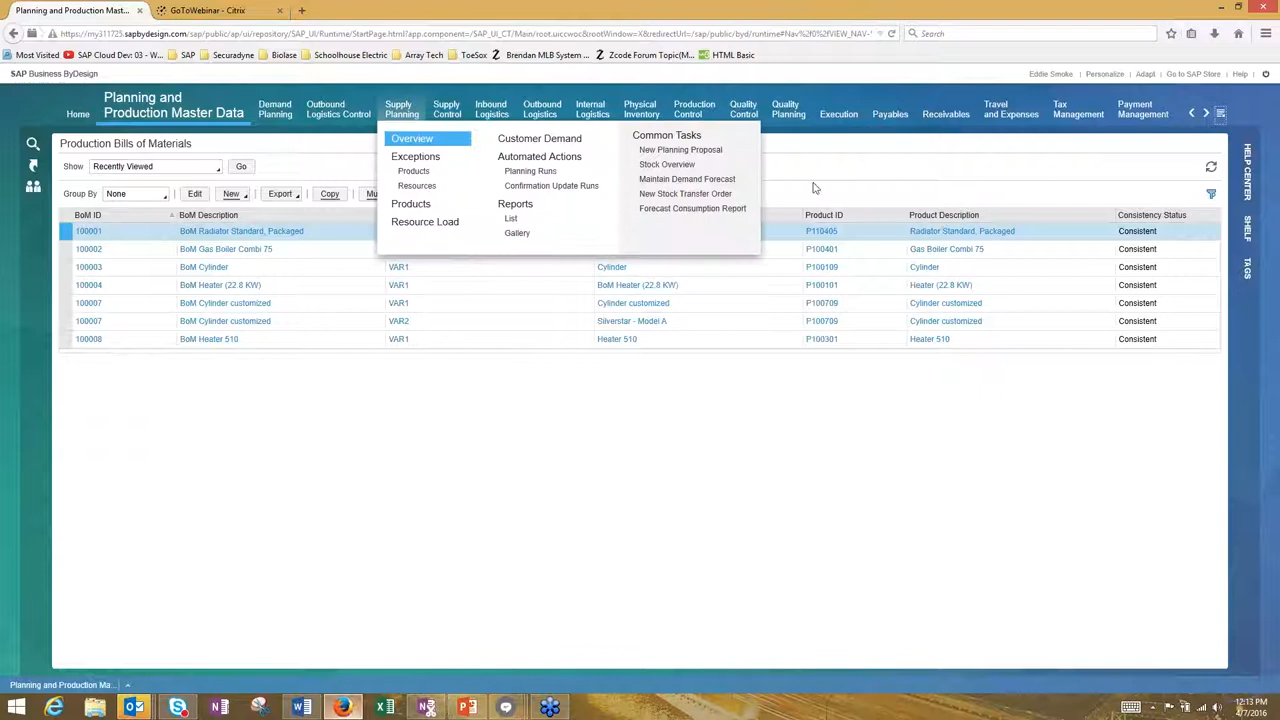 Planning and Production Master Data ×
GoToWebinar - Citrix ×
https://my311725.sapbydesign.com/sap/public/ap/ui/repository/SAP_UI/Runtime/StartPage.html?app.component=/SAP_UI_CT/Main/root.uiccwoc&rootWindow=X&redirectUrl=/sap/public/byd/runtime#Nav%2f0%2fVIEW_NAV-
Search
Most Visited SAP Cloud Dev: 03 - W... SAP Securadyne Biolase Array Tech ToeSox Brendan MLB System ... Zcode Forum Topic(M... HTML Basic
SAP Business ByDesign
Eddie Smoke Personalize Adapt Go to SAP Store Help
Home
Planning and
Production Master Data
Demand
Planning
Outbound
Logistics Control
Supply
Planning
Supply
Control
Inbound
Logistics
Outbound
Logistics
Internal
Logistics
Physical
Inventory
Production
Control
Quality
Control
Quality
Planning
Execution
Payables
Receivables
Travel
and Expenses
Tax
Management
Payment
Management
Production Bills of Materials
Show Recently Viewed Go
Group By None Edit New Export Copy Mu
Overview
Exceptions
Products
Resources
Products
Resource Load
Customer Demand
Automated Actions
Planning Runs
Confirmation Update Runs
Reports
List
Gallery
Common Tasks
New Planning Proposal
Stock Overview
Maintain Demand Forecast
New Stock Transfer Order
Forecast Consumption Report
BoM ID BoM Description Product ID Product Description Consistency Status
100001 BoM Radiator Standard, Packaged P110405 Radiator Standard, Packaged Consistent
100002 BoM Gas Boiler Combi 75 P100401 Gas Boiler Combi 75 Consistent
100003 BoM Cylinder VAR1 Cylinder P100109 Cylinder Consistent
100004 BoM Heater (22.8 KW) VAR1 BoM Heater (22.8 KW) P100101 Heater (22.8 KW) Consistent
100007 BoM Cylinder customized VAR1 Cylinder customized P100709 Cylinder customized Consistent
100007 BoM Cylinder customized VAR2 Silverstar - Model A P100709 Cylinder customized Consistent
100008 BoM Heater 510 VAR1 Heater 510 P100301 Heater 510 Consistent
HELP CENTER
SHELF
TAGS
Planning and Production Ma...
12:13 PM
4/7/2016